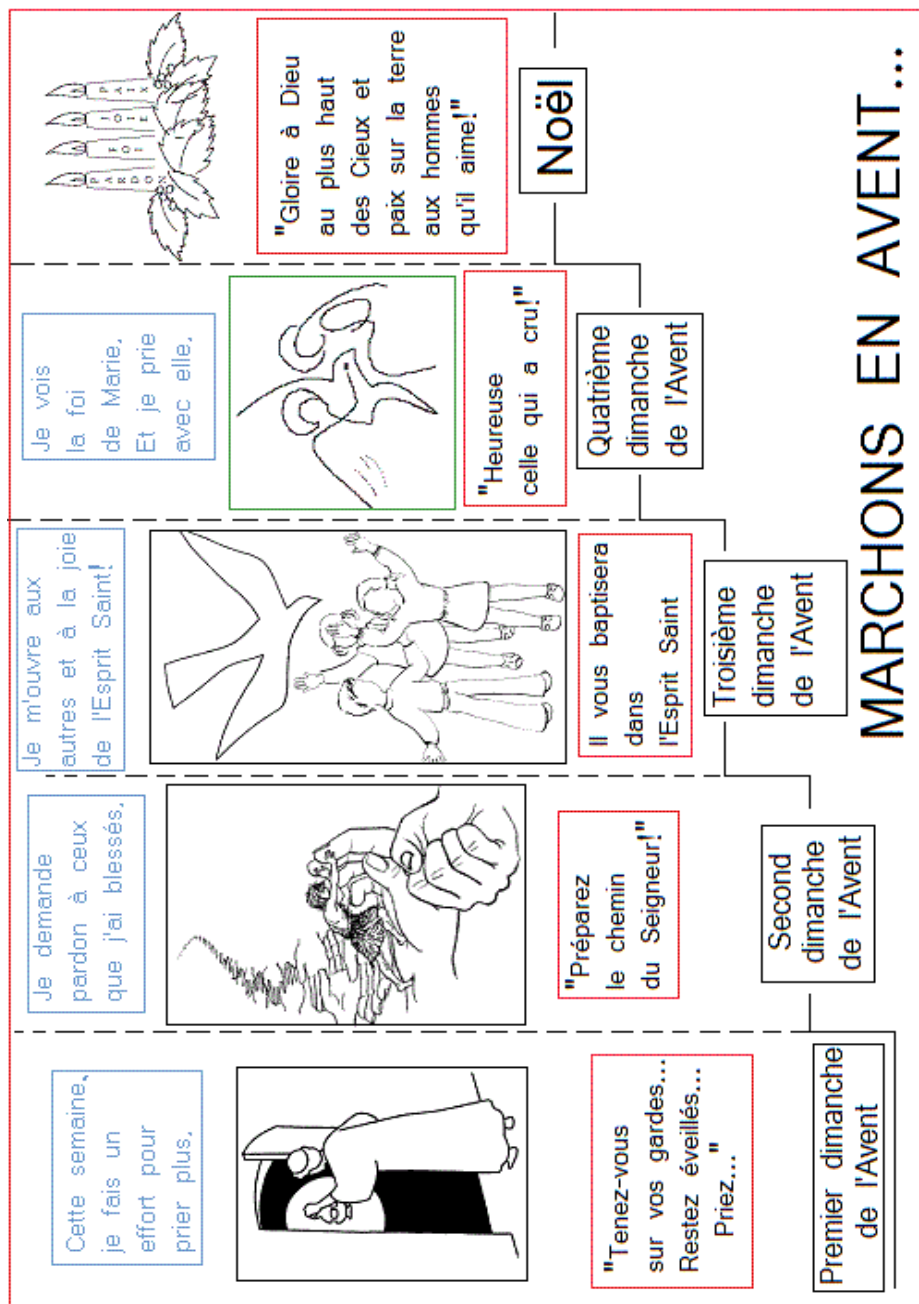 Cette semaine,
je fais un
effort pour
prier plus,
"Tenez-vous
sur vos gardes...
Restez éveillés...
Priez..."
Premier dimanche
de l'Avent
Je demande
pardon à ceux
que j'ai blessés,
"Préparez
le chemin
du Seigneur!"
Second
dimanche
de l'Avent
Je m'ouvre aux
autres et à la joie
de l'Esprit Saint!
Il vous baptisera
dans
l'Esprit Saint
Troisième
dimanche
de l'Avent
Je vois
la foi
de Marie,
Et je prie
avec elle,
"Heureuse
celle qui a cru!"
Quatrième
dimanche
de l'Avent
PARDON
FOI
JOIE
PAIX
"Gloire à Dieu
au plus haut
des Cieux et
paix sur la terre
aux hommes
qu'il aime!"
Noël
MARCHONS EN AVENT...